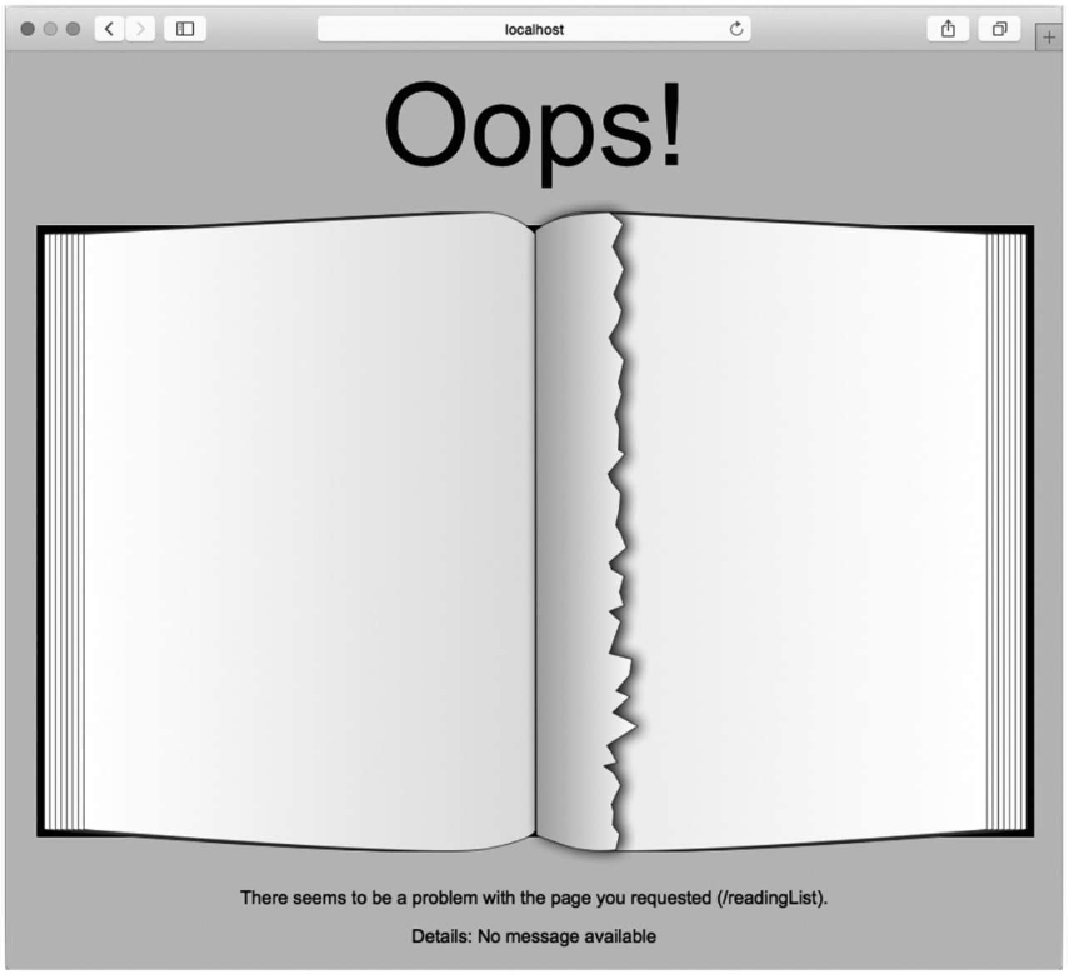 localhost
Oops!
There seems to be a problem with the page you requested (/readingList).
Details: No message available